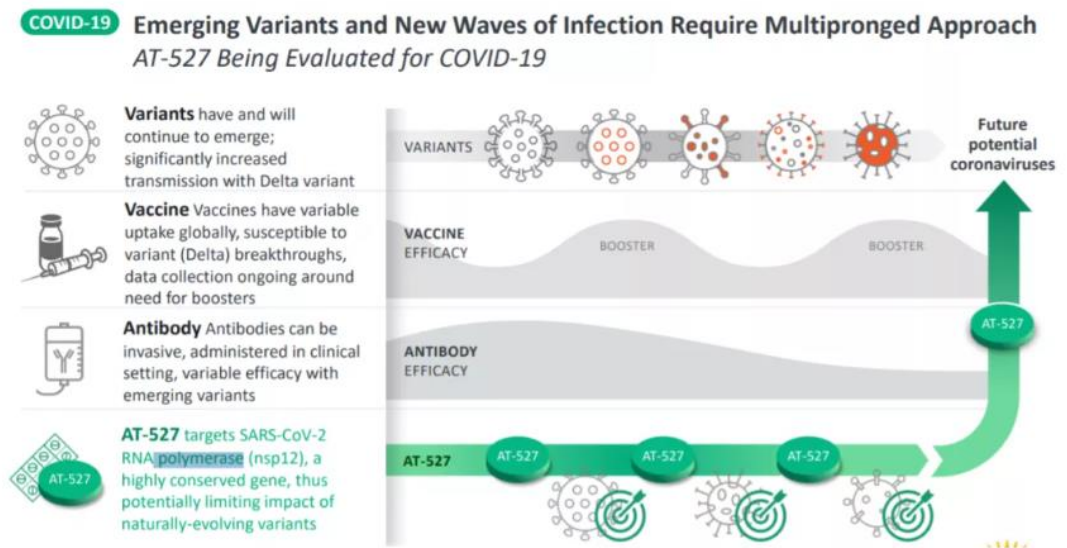 COVID-19
Emerging Variants and New Waves of Infection Require Multipronged Approach
AT-527 Being Evaluated for COVID-19
Variants have and will
continue to emerge;
significantly increased
transmission with Delta variant
VARIANTS
Future
potential
coronaviruses
Vaccine Vaccines have variable
uptake globally, susceptible to
variant (Delta) breakthroughs,
data collection ongoing around
need for boosters
VACCINE
EFFICACY
BOOSTER
BOOSTER
Antibody Antibodies can be
invasive, administered in clinical
setting, variable efficacy with
emerging variants
ANTIBODY
EFFICACY
AT-527
AT-527 targets SARS-CoV-2
RNA polymerase (nsp12), a
highly conserved gene, thus
potentially limiting impact of
naturally-evolving variants
AT-527
AT-527
AT-527
AT-527
AT-527